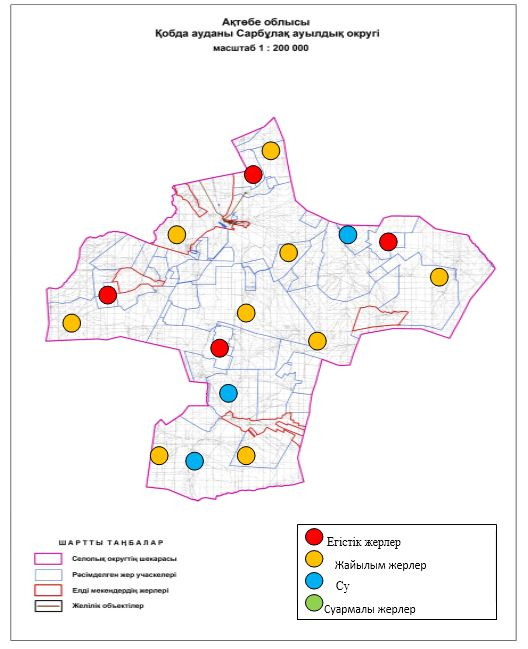 Ақтөбе облысы
Қобда ауданы Сарбұлақ ауылдық округі
масштаб 1 : 200 000
ШАРТТЫ ТАҢБАЛАР
Селолық округтің шекарасы
Рәсімделген жер учаскелері
Елді мекендердің жерлері
Желілік объектілер
Егістік жерлер
Жайылым жерлер
Су
Суармалы жерлер